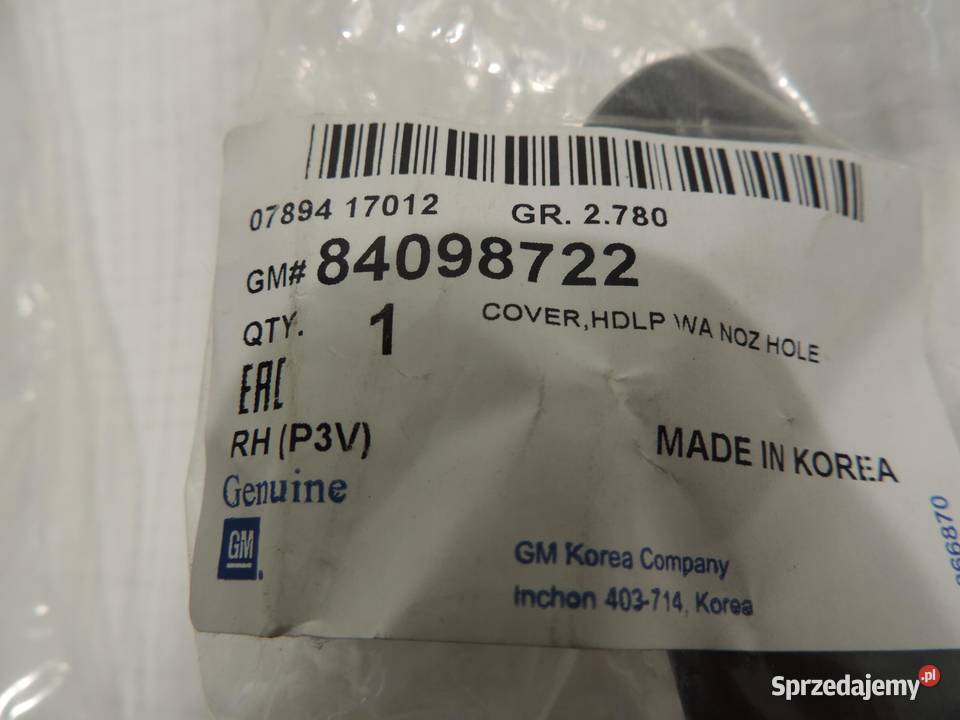 07894 17012 GR. 2.780
GM# 84098722
QTY. 1 COVER,HDLP WA NOZ HOLE
EAC
RH (P3V)
MADE IN KOREA
Genuine
GM
GM Korea Company
Inchon 403-714, Korea
366870
Sprzedajemy.pl